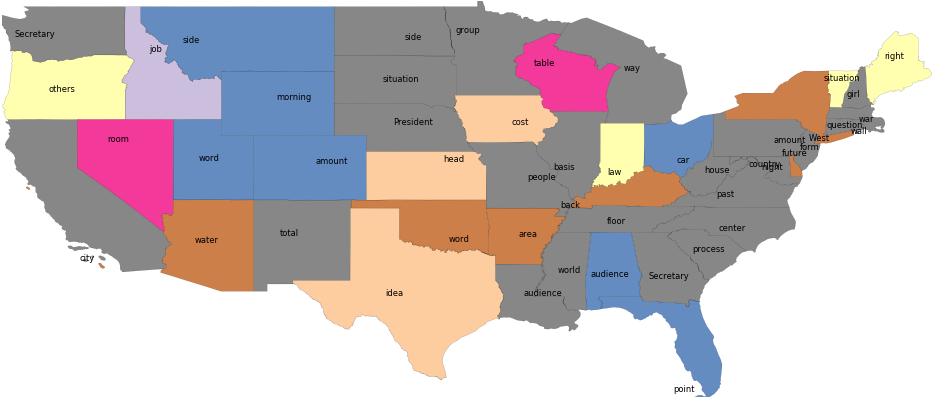 Secretary
job
side
side
group
table
way
right
others
situation
situation
girl
morning
President
cost
war
room
question
wall
word
amount
head
basis
amount
West
form
future
car
country
night
law
people
house
past
back
water
total
word
area
floor
center
process
city
idea
world
audience
audience
Secretary
point